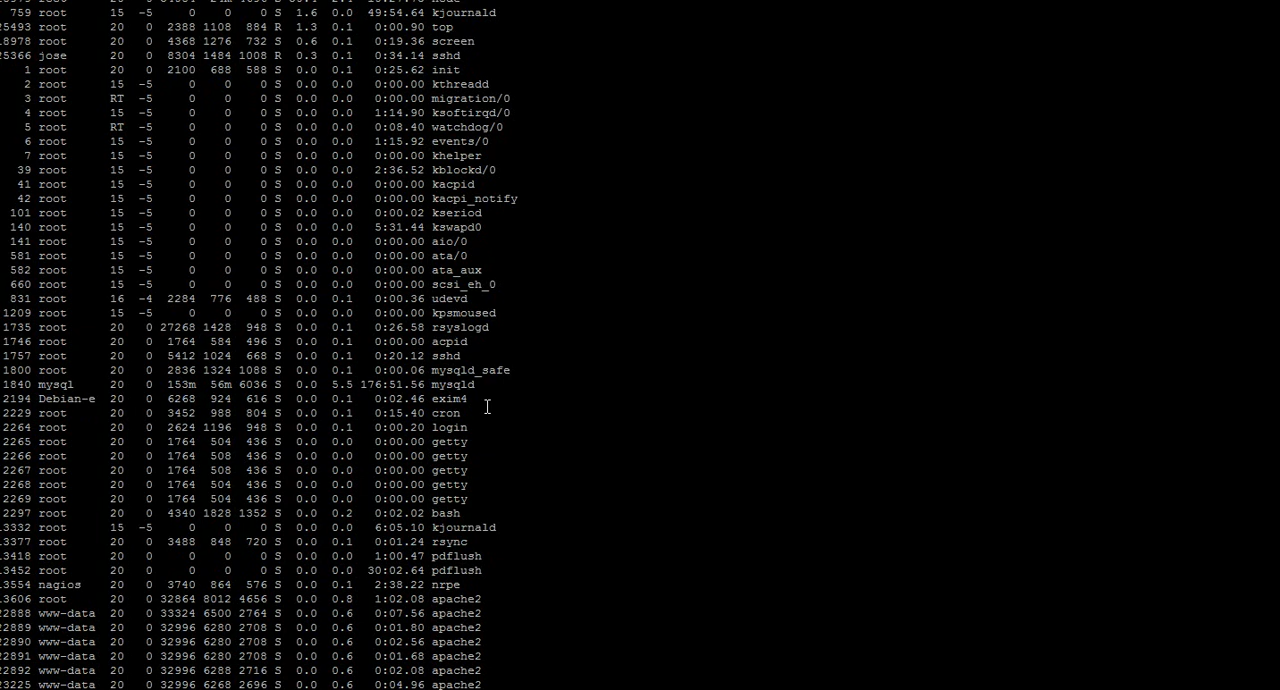 759 root 15 -5 0 0 0 S 1.6 0.0 49:54.64 kjournald
25493 root 20 0 2388 1108 884 R 1.3 0.1 0:00.90 top
18978 root 20 0 4368 1276 732 S 0.6 0.1 0:19.36 screen
25366 jose 20 0 8304 1484 1008 R 0.3 0.1 0:34.14 sshd
1 root 20 0 2100 688 588 S 0.0 0.1 0:25.62 init
2 root 15 -5 0 0 0 S 0.0 0.0 0:00.00 kthreadd
3 root RT -5 0 0 0 S 0.0 0.0 0:00.00 migration/0
4 root 15 -5 0 0 0 S 0.0 0.0 1:14.90 ksoftirqd/0
5 root RT -5 0 0 0 S 0.0 0.0 0:08.40 watchdog/0
6 root 15 -5 0 0 0 S 0.0 0.0 1:15.92 events/0
7 root 15 -5 0 0 0 S 0.0 0.0 0:00.00 khelper
39 root 15 -5 0 0 0 S 0.0 0.0 2:36.52 kblockd/0
41 root 15 -5 0 0 0 S 0.0 0.0 0:00.00 kacpid
42 root 15 -5 0 0 0 S 0.0 0.0 0:00.00 kacpi_notify
101 root 15 -5 0 0 0 S 0.0 0.0 0:00.02 kseriod
140 root 15 -5 0 0 0 S 0.0 0.0 5:31.44 kswapd0
141 root 15 -5 0 0 0 S 0.0 0.0 0:00.00 aio/0
581 root 15 -5 0 0 0 S 0.0 0.0 0:00.00 ata/0
582 root 15 -5 0 0 0 S 0.0 0.0 0:00.00 ata_aux
660 root 15 -5 0 0 0 S 0.0 0.0 0:00.00 scsi_eh_0
831 root 16 -4 2284 776 488 S 0.0 0.1 0:00.36 udevd
1209 root 15 -5 0 0 0 S 0.0 0.0 0:00.00 kpsmoused
1735 root 20 0 27268 1428 948 S 0.0 0.1 0:26.58 rsyslogd
1746 root 20 0 1764 584 496 S 0.0 0.1 0:00.00 acpid
1757 root 20 0 5412 1024 668 S 0.0 0.1 0:20.12 sshd
1800 root 20 0 2836 1324 1088 S 0.0 0.1 0:00.06 mysqld_safe
1840 mysql 20 0 153m 56m 6036 S 0.0 5.5 176:51.56 mysqld
2194 Debian-e 20 0 6268 924 616 S 0.0 0.1 0:02.46 exim4
2229 root 20 0 3452 988 804 S 0.0 0.1 0:15.40 cron
2264 root 20 0 2624 1196 948 S 0.0 0.1 0:00.20 login
2265 root 20 0 1764 504 436 S 0.0 0.0 0:00.00 getty
2266 root 20 0 1764 508 436 S 0.0 0.0 0:00.00 getty
2267 root 20 0 1764 508 436 S 0.0 0.0 0:00.00 getty
2268 root 20 0 1764 504 436 S 0.0 0.0 0:00.00 getty
2269 root 20 0 1764 504 436 S 0.0 0.0 0:00.00 getty
2297 root 20 0 4340 1828 1352 S 0.0 0.2 0:02.02 bash
13332 root 15 -5 0 0 0 S 0.0 0.0 6:05.10 kjournald
13377 root 20 0 3488 848 720 S 0.0 0.1 0:01.24 rsync
13418 root 20 0 0 0 0 S 0.0 0.0 1:00.47 pdflush
13452 root 20 0 0 0 0 S 0.0 0.0 30:02.64 pdflush
13554 nagios 20 0 3740 864 576 S 0.0 0.1 2:38.22 nrpe
13606 root 20 0 32864 8012 4656 S 0.0 0.8 1:02.08 apache2
22888 www-data 20 0 33324 6500 2764 S 0.0 0.6 0:07.56 apache2
22889 www-data 20 0 32996 6280 2708 S 0.0 0.6 0:01.80 apache2
22890 www-data 20 0 32996 6280 2708 S 0.0 0.6 0:02.56 apache2
22891 www-data 20 0 32996 6280 2708 S 0.0 0.6 0:01.68 apache2
22892 www-data 20 0 32996 6288 2716 S 0.0 0.6 0:02.08 apache2
23225 www-data 20 0 32996 6268 2696 S 0.0 0.6 0:04.96 apache2